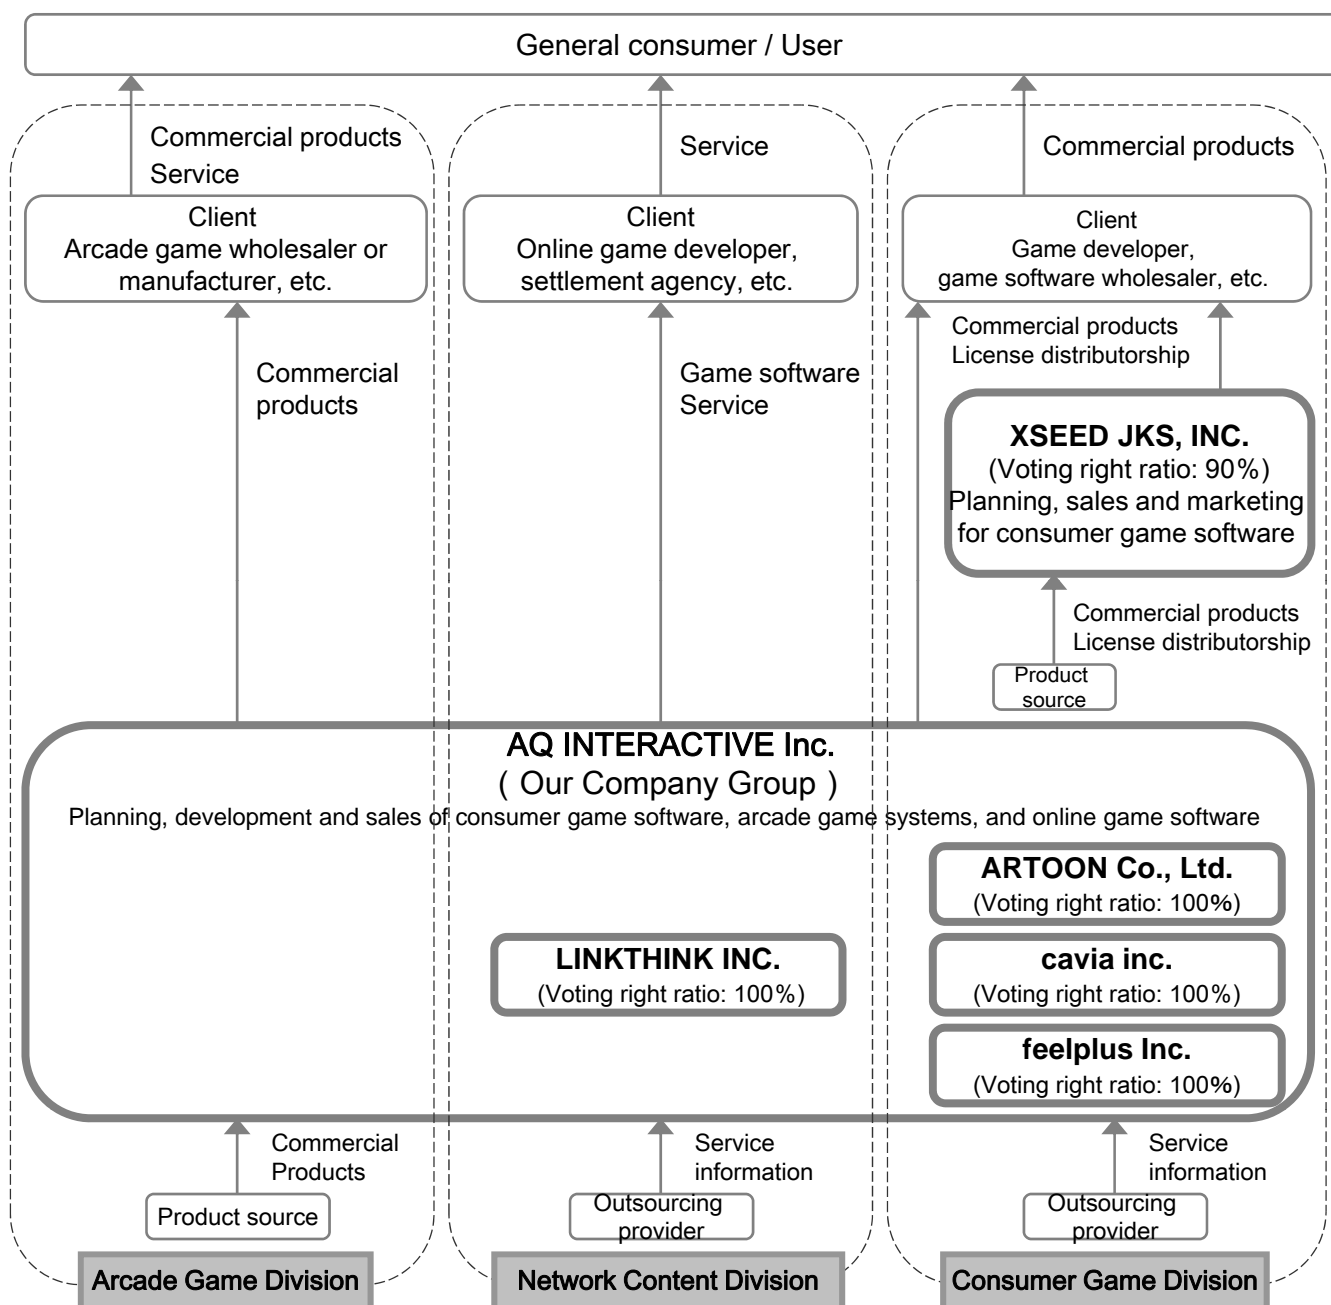 General consumer / User
Commercial products
Service
Service
Commercial products
Client
Arcade game wholesaler or
manufacturer, etc.
Client
Online game developer,
settlement agency, etc.
Client
Game developer,
game software wholesaler, etc.
Commercial
products
Game software
Service
Commercial products
License distributorship
XSEED JKS, INC.
(Voting right ratio: 90%)
Planning, sales and marketing
for consumer game software
Commercial products
License distributorship
Product
source
AQ INTERACTIVE Inc.
( Our Company Group )
Planning, development and sales of consumer game software, arcade game systems, and online game software
ARTOON Co., Ltd.
(Voting right ratio: 100%)
LINKTHINK INC.
(Voting right ratio: 100%)
cavia inc.
(Voting right ratio: 100%)
feelplus Inc.
(Voting right ratio: 100%)
Commercial
Products
Service
information
Service
information
Product source
Outsourcing
provider
Outsourcing
provider
Arcade Game Division
Network Content Division
Consumer Game Division